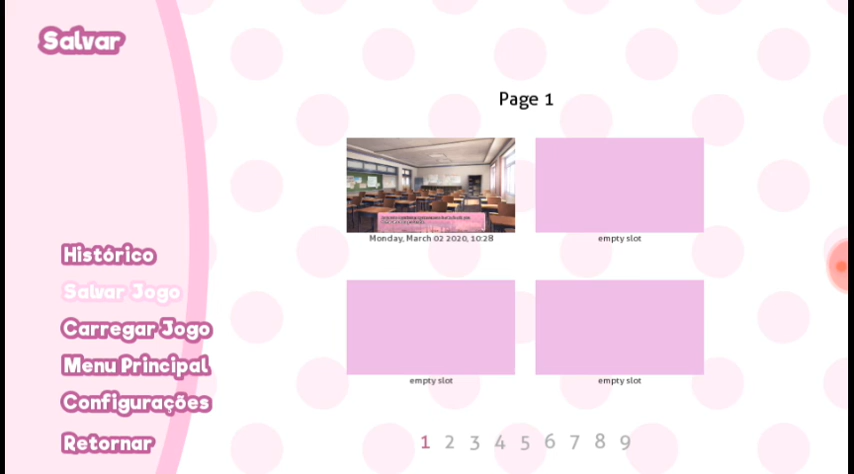 Salvar
Page 1
Monday, March 02 2020, 10:28
empty slot
Histórico
Salvar Jogo
Carregar Jogo
Menu Principal
Configurações
Retornar
empty slot
empty slot
1 2 3 4 5 6 7 8 9